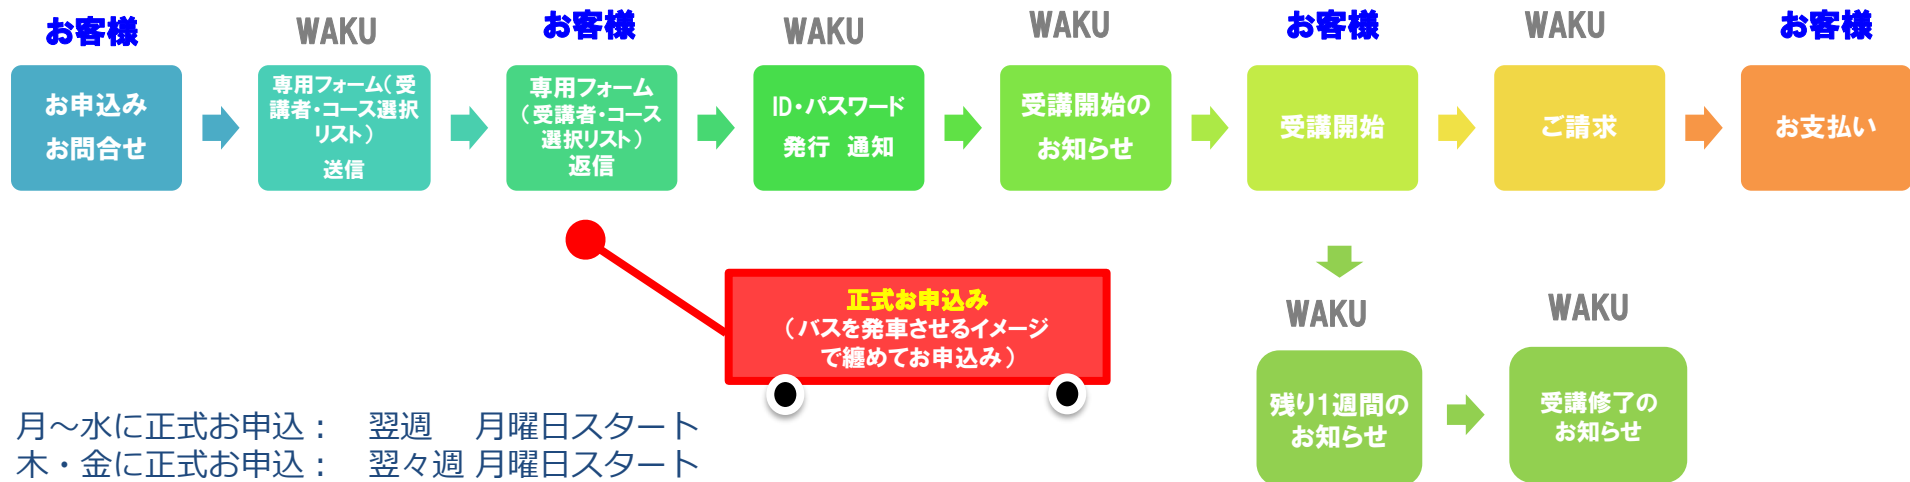 お客様
お申込み
お問合せ
WAKU
専用フォーム（受
講者・コース選択
リスト）
送信
お客様
専用フォーム
（受講者・コース
選択リスト）
返信
WAKU
ID・パスワード
発行　通知
WAKU
受講開始の
お知らせ
お客様
受講開始
WAKU
ご請求
お客様
お支払い
正式お申込み
（バスを発車させるイメージ
で纏めてお申込み）
WAKU
残り1週間の
お知らせ
WAKU
受講修了の
お知らせ
月～水に正式お申込：　翌週　月曜日スタート
木・金に正式お申込：　翌々週 月曜日スタート